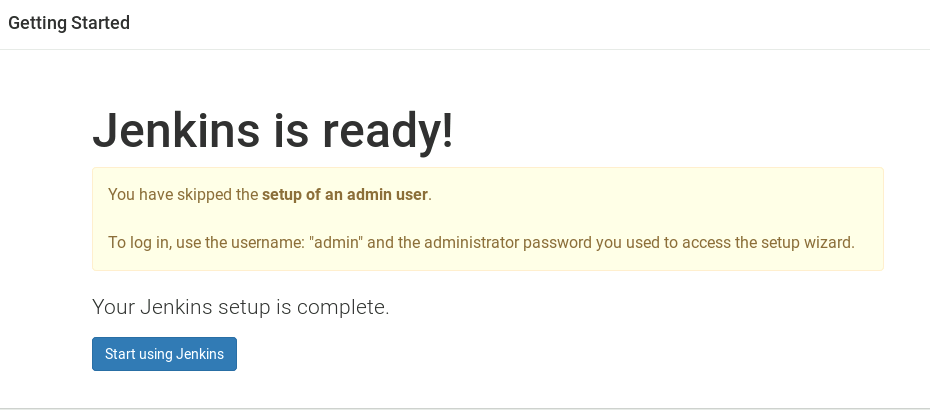 Getting Started
Jenkins is ready!
You have skipped the setup of an admin user.
To log in, use the username: "admin" and the administrator password you used to access the setup wizard.
Your Jenkins setup is complete.
Start using Jenkins